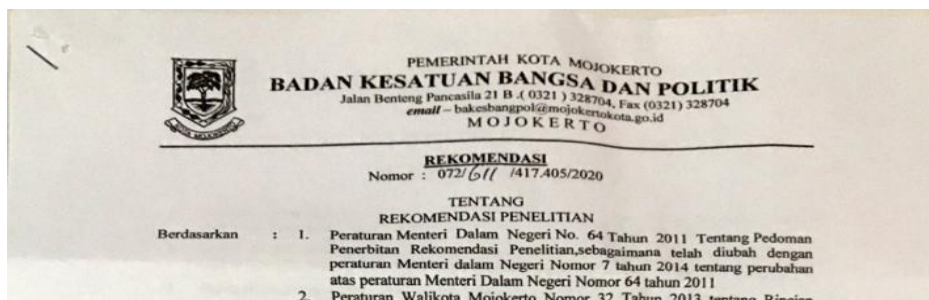 PEMERINTAH KOTA MOJOKERTO
BADAN KESATUAN BANGSA DAN POLITIK
Jalan Benteng Pancasila 21 B .( 0321 ) 328704, Fax (0321) 328704
email – bakesbangpol@mojokertokota.go.id
MOJOKERTO
KOTA MOJOKERTO
REKOMENDASI
Nomor : 072/611 /417.405/2020
TENTANG
REKOMENDASI PENELITIAN
Berdasarkan : 1. Peraturan Menteri Dalam Negeri No. 64 Tahun 2011 Tentang Pedoman
Penerbitan Rekomendasi Penelitian,sebagaimana telah diubah dengan
peraturan Menteri dalam Negeri Nomor 7 tahun 2014 tentang perubahan
atas peraturan Menteri Dalam Negeri Nomor 64 tahun 2011
2. Peraturan Walikota Mojokerto Nomor 32 Tahun 2013 tentang Rincian